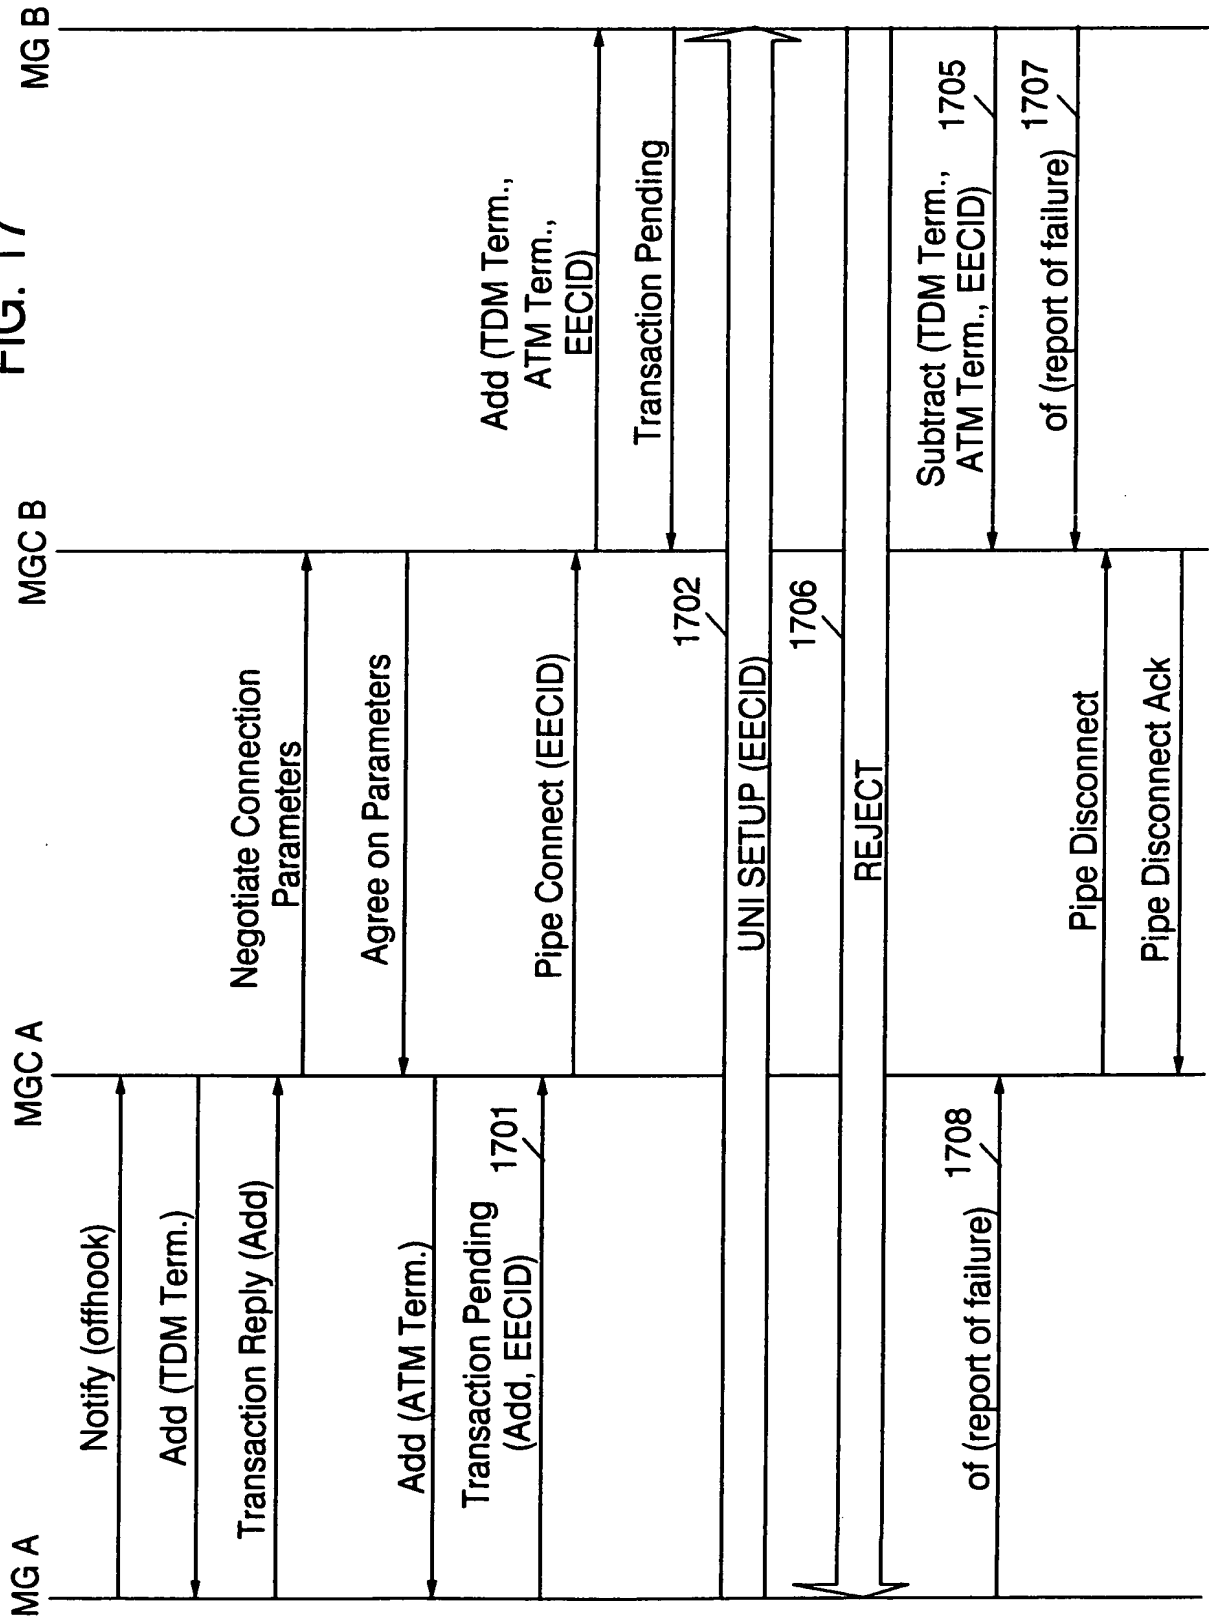 FIG. 17
MG A
MGC A
MGC B
MG B
Notify (offhook)
Add (TDM Term.)
Transaction Reply (Add)
Negotiate Connection
Parameters
Agree on Parameters
Add (ATM Term.)
Transaction Pending
(Add, EECID)
1701
Pipe Connect (EECID)
Add (TDM Term.,
ATM Term.,
EECID)
Transaction Pending
1702
UNI SETUP (EECID)
1706
REJECT
Subtract (TDM Term.,
ATM Term., EECID)
1705
of (report of failure)
1708
of (report of failure)
1707
Pipe Disconnect
Pipe Disconnect Ack